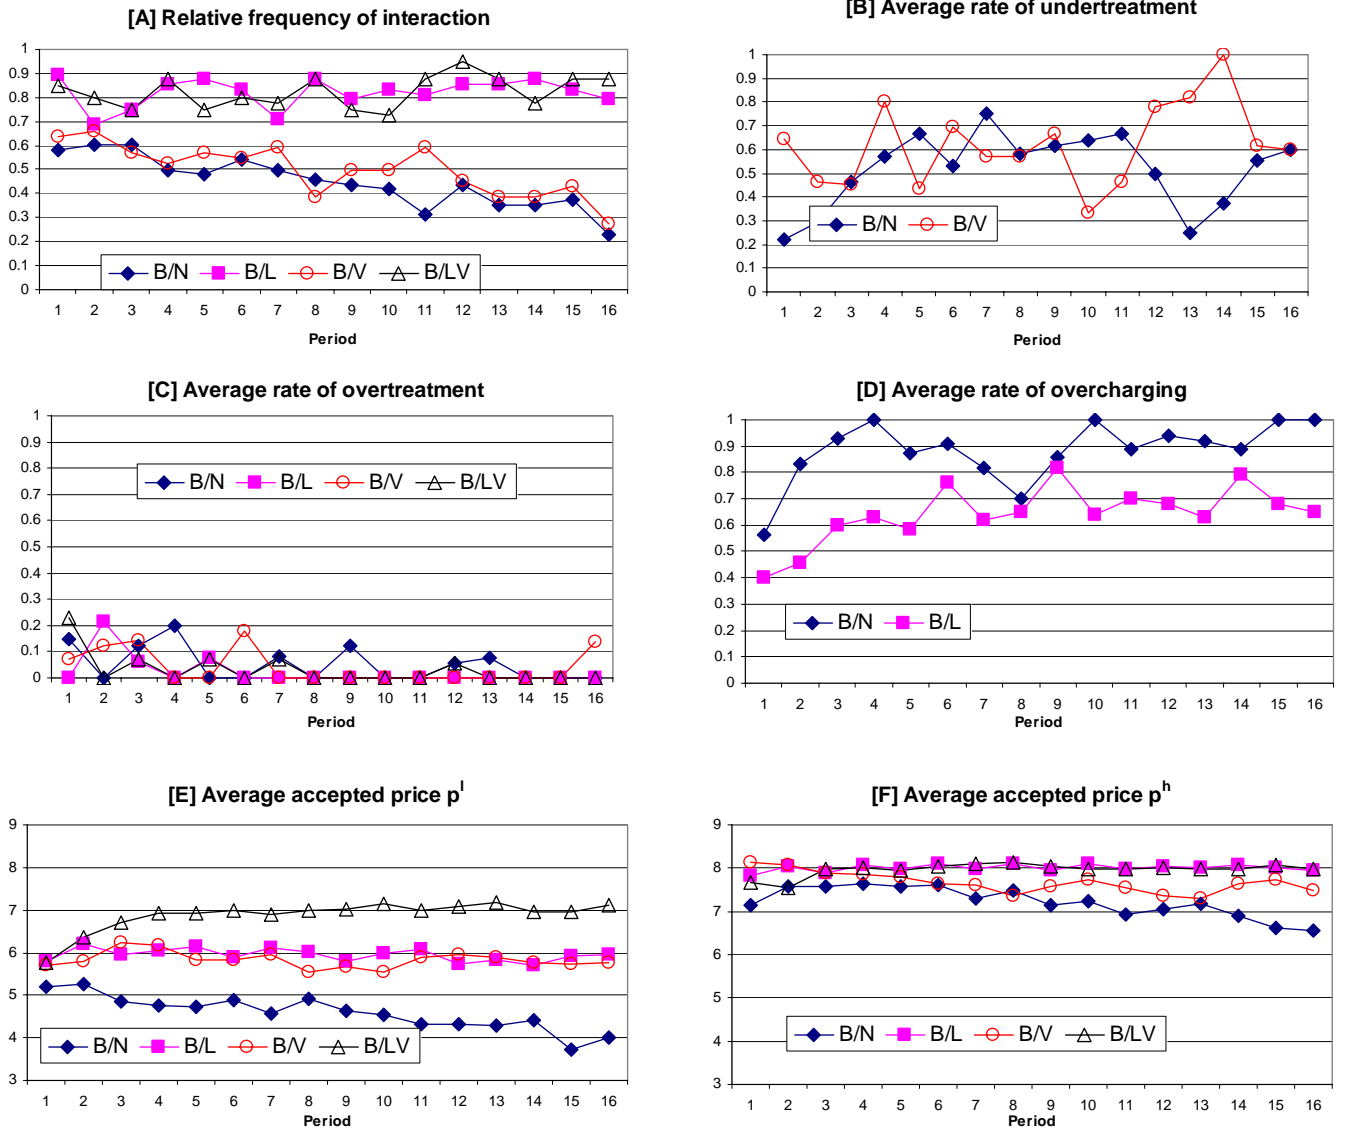 [A] Relative frequency of interaction
1
0.9
0.8
0.7
0.6
0.5
0.4
0.3
0.2
0.1
0
B/N B/L B/V B/LV
1 2 3 4 5 6 7 8 9 10 11 12 13 14 15 16
Period
[B] Average rate of undertreatment
1
0.9
0.8
0.7
0.6
0.5
0.4
0.3
0.2
0.1
0
B/N B/V
1 2 3 4 5 6 7 8 9 10 11 12 13 14 15 16
Period
[C] Average rate of overtreatment
1
0.9
0.8
0.7
0.6
0.5
0.4
0.3
0.2
0.1
0
B/N B/L B/V B/LV
1 2 3 4 5 6 7 8 9 10 11 12 13 14 15 16
Period
[D] Average rate of overcharging
1
0.9
0.8
0.7
0.6
0.5
0.4
0.3
0.2
0.1
0
B/N B/L
1 2 3 4 5 6 7 8 9 10 11 12 13 14 15 16
Period
[E] Average accepted price p^l
9
8
7
6
5
4
3
B/N B/L B/V B/LV
1 2 3 4 5 6 7 8 9 10 11 12 13 14 15 16
Period
[F] Average accepted price p^h
9
8
7
6
5
4
3
B/N B/L B/V B/LV
1 2 3 4 5 6 7 8 9 10 11 12 13 14 15 16
Period